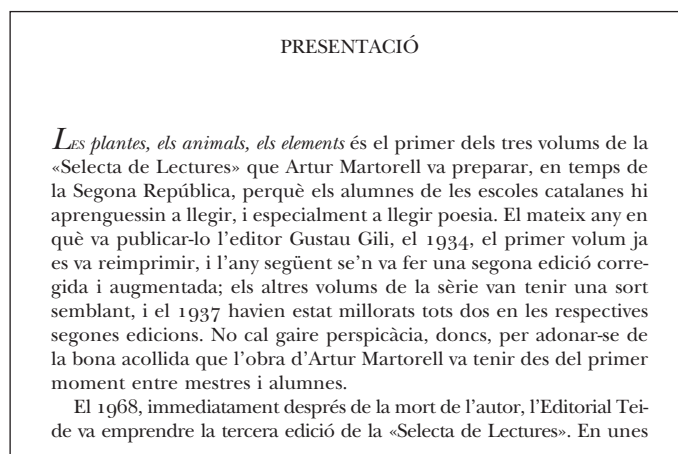 PRESENTACIÓ
LES plantes, els animals, els elements és el primer dels tres volums de la
«Selecta de Lectures» que Artur Martorell va preparar, en temps de
la Segona República, perquè els alumnes de les escoles catalanes hi
aprenguessin a llegir, i especialment a llegir poesia. El mateix any en
què va publicar-lo l’editor Gustau Gili, el 1934, el primer volum ja
es va reimprimir, i l’any següent se’n va fer una segona edició corre-
gida i augmentada; els altres volums de la sèrie van tenir una sort
semblant, i el 1937 havien estat millorats tots dos en les respectives
segones edicions. No cal gaire perspicàcia, doncs, per adonar-se de
la bona acollida que l’obra d’Artur Martorell va tenir des del primer
moment entre mestres i alumnes.
El 1968, immediatament després de la mort de l’autor, l’Editorial Tei-
de va emprendre la tercera edició de la «Selecta de Lectures». En unes